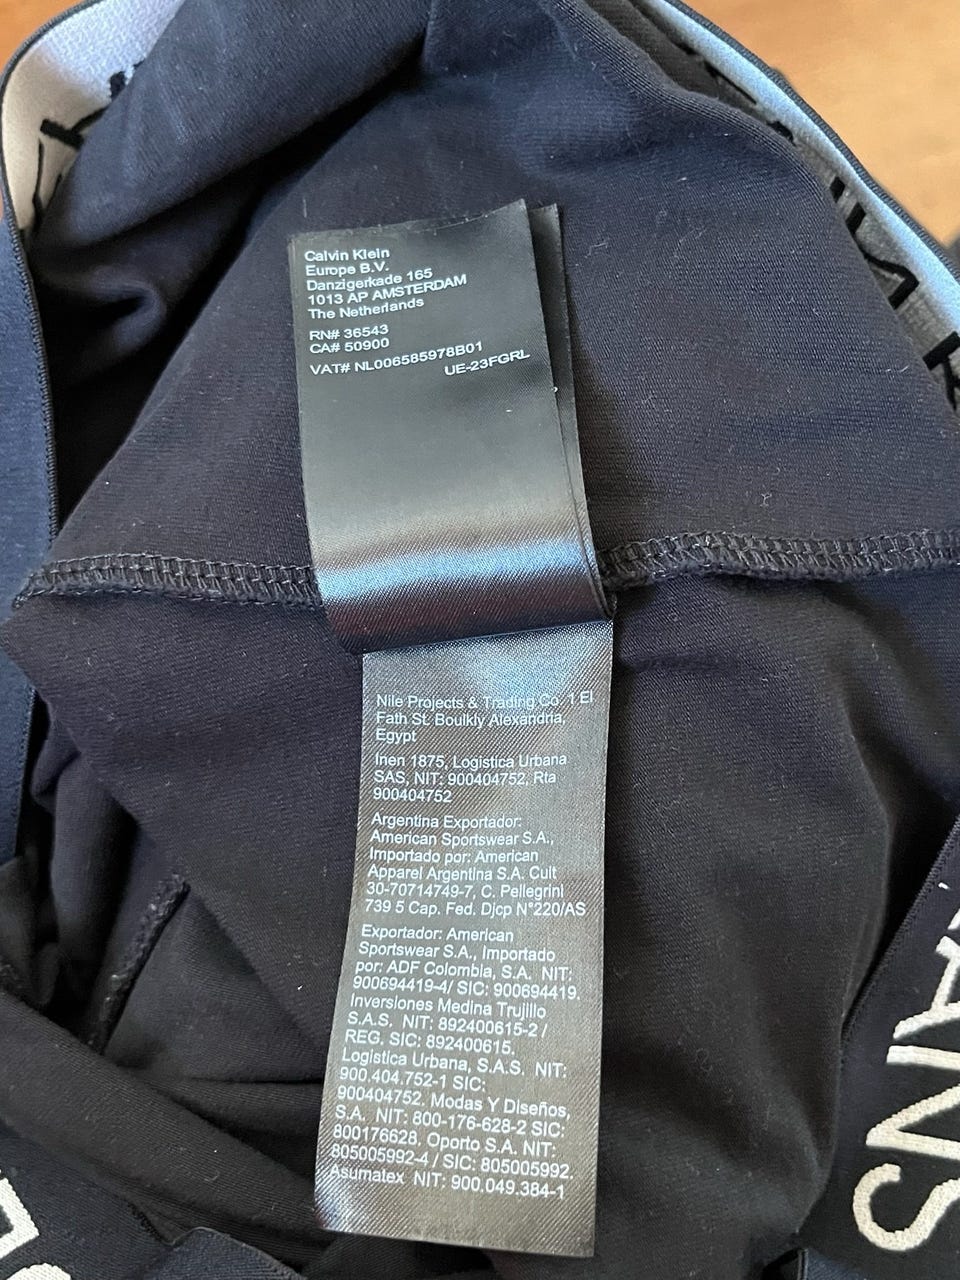 Calvin Klein
Europe B.V.
Danzigerkade 165
1013 AP AMSTERDAM
The Netherlands
RN# 36543
CA# 50900
VAT# NL006585978B01
UE-23FGRL
Nile Projects & Trading Co. 1 El
Fath St. Boulkly Alexandria,
Egypt
Inen 1875, Logistica Urbana
SAS, NIT: 900404752, Rta
900404752
Argentina Exportador:
American Sportswear S.A.,
Importado por: American
Apparel Argentina S.A. Cuit
30-70714749-7, C. Pellegrini
739 5 Cap. Fed. Djcp N°220/AS
Exportador: American
Sportswear S.A., Importado
por: ADF Colombia, S.A. NIT:
900694419-4/ SIC: 900694419.
Inversiones Medina Trujillo
S.A.S. NIT: 892400615-2 /
REG. SIC: 892400615.
Logistica Urbana, S.A.S. NIT:
900.404.752-1 SIC:
900404752. Modas Y Diseños,
S.A. NIT: 800-176-628-2 SIC:
800176628. Oporto S.A. NIT:
805005992-4 / SIC: 805005992.
Asumatex NIT: 900.049.384-1
ANS